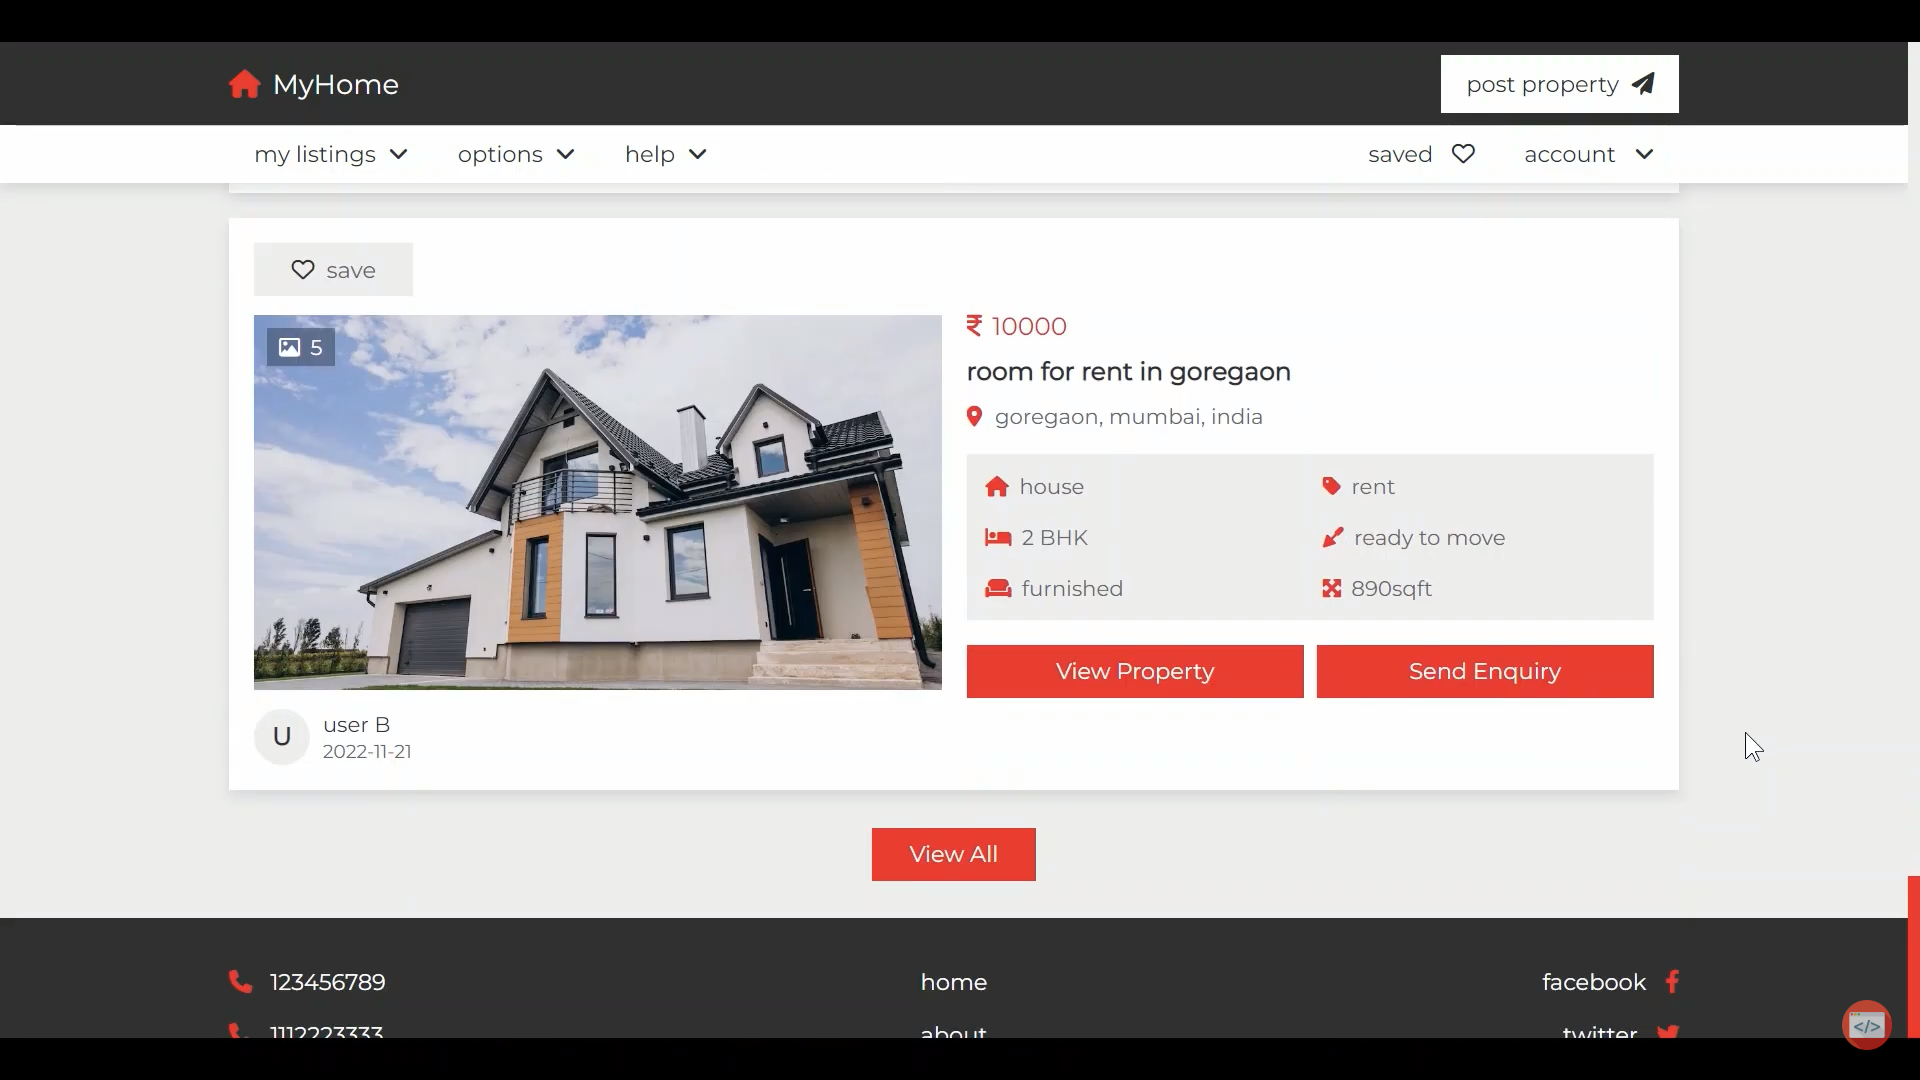 MyHome
post property
my listings
options
help
saved
account
save
5
₹ 10000
room for rent in goregaon
goregaon, mumbai, india
house
rent
2 BHK
ready to move
furnished
890sqft
View Property
Send Enquiry
U
user B
2022-11-21
View All
123456789
home
facebook
1112223333
about
twitter
</>